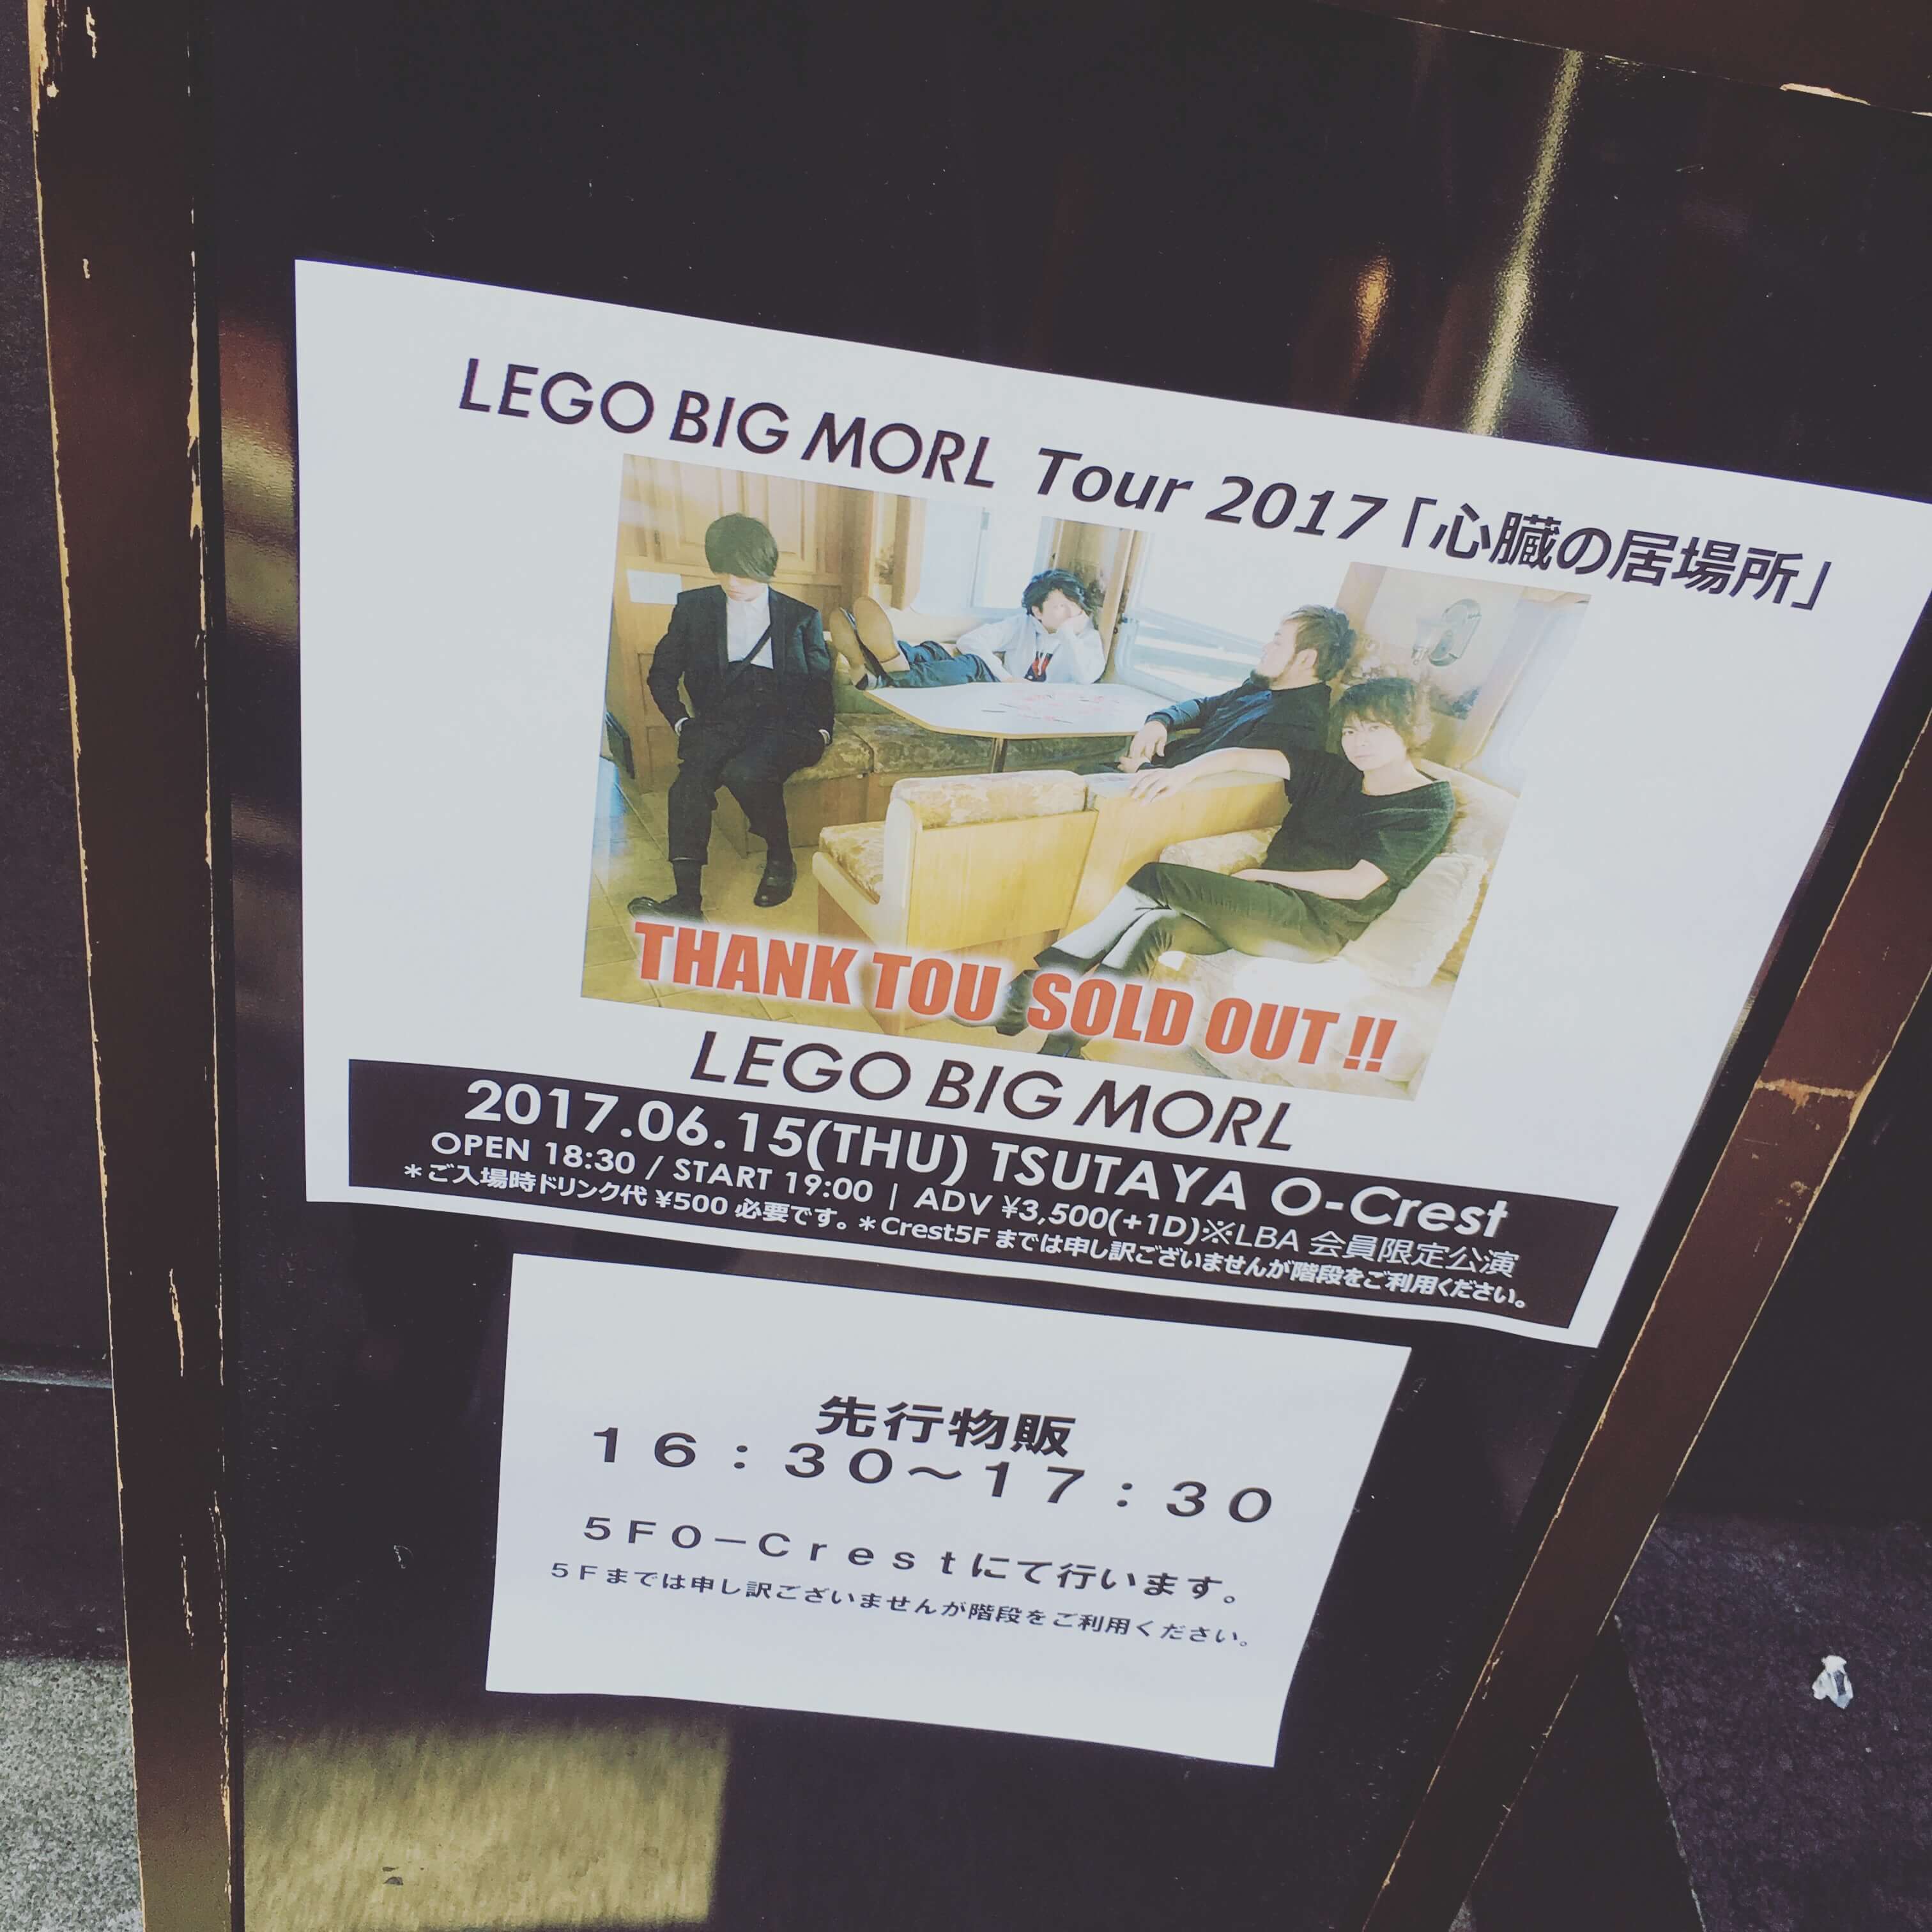 LEGO BIG MORL Tour 2017「心臓の居場所」
THANK TOU SOLD OUT !!
LEGO BIG MORL
2017.06.15(THU) TSUTAYA O-Crest
OPEN 18:30 / START 19:00 | ADV ¥3,500(+1D)※LBA 会員限定公演
＊ご入場時ドリンク代 ¥500 必要です。＊Crest5F までは申し訳ございませんが階段をご利用ください。
先行物販
１６：３０～１７：３０
５ＦＯ－Ｃｒｅｓｔにて行います。
５Ｆまでは申し訳ございませんが階段をご利用ください。